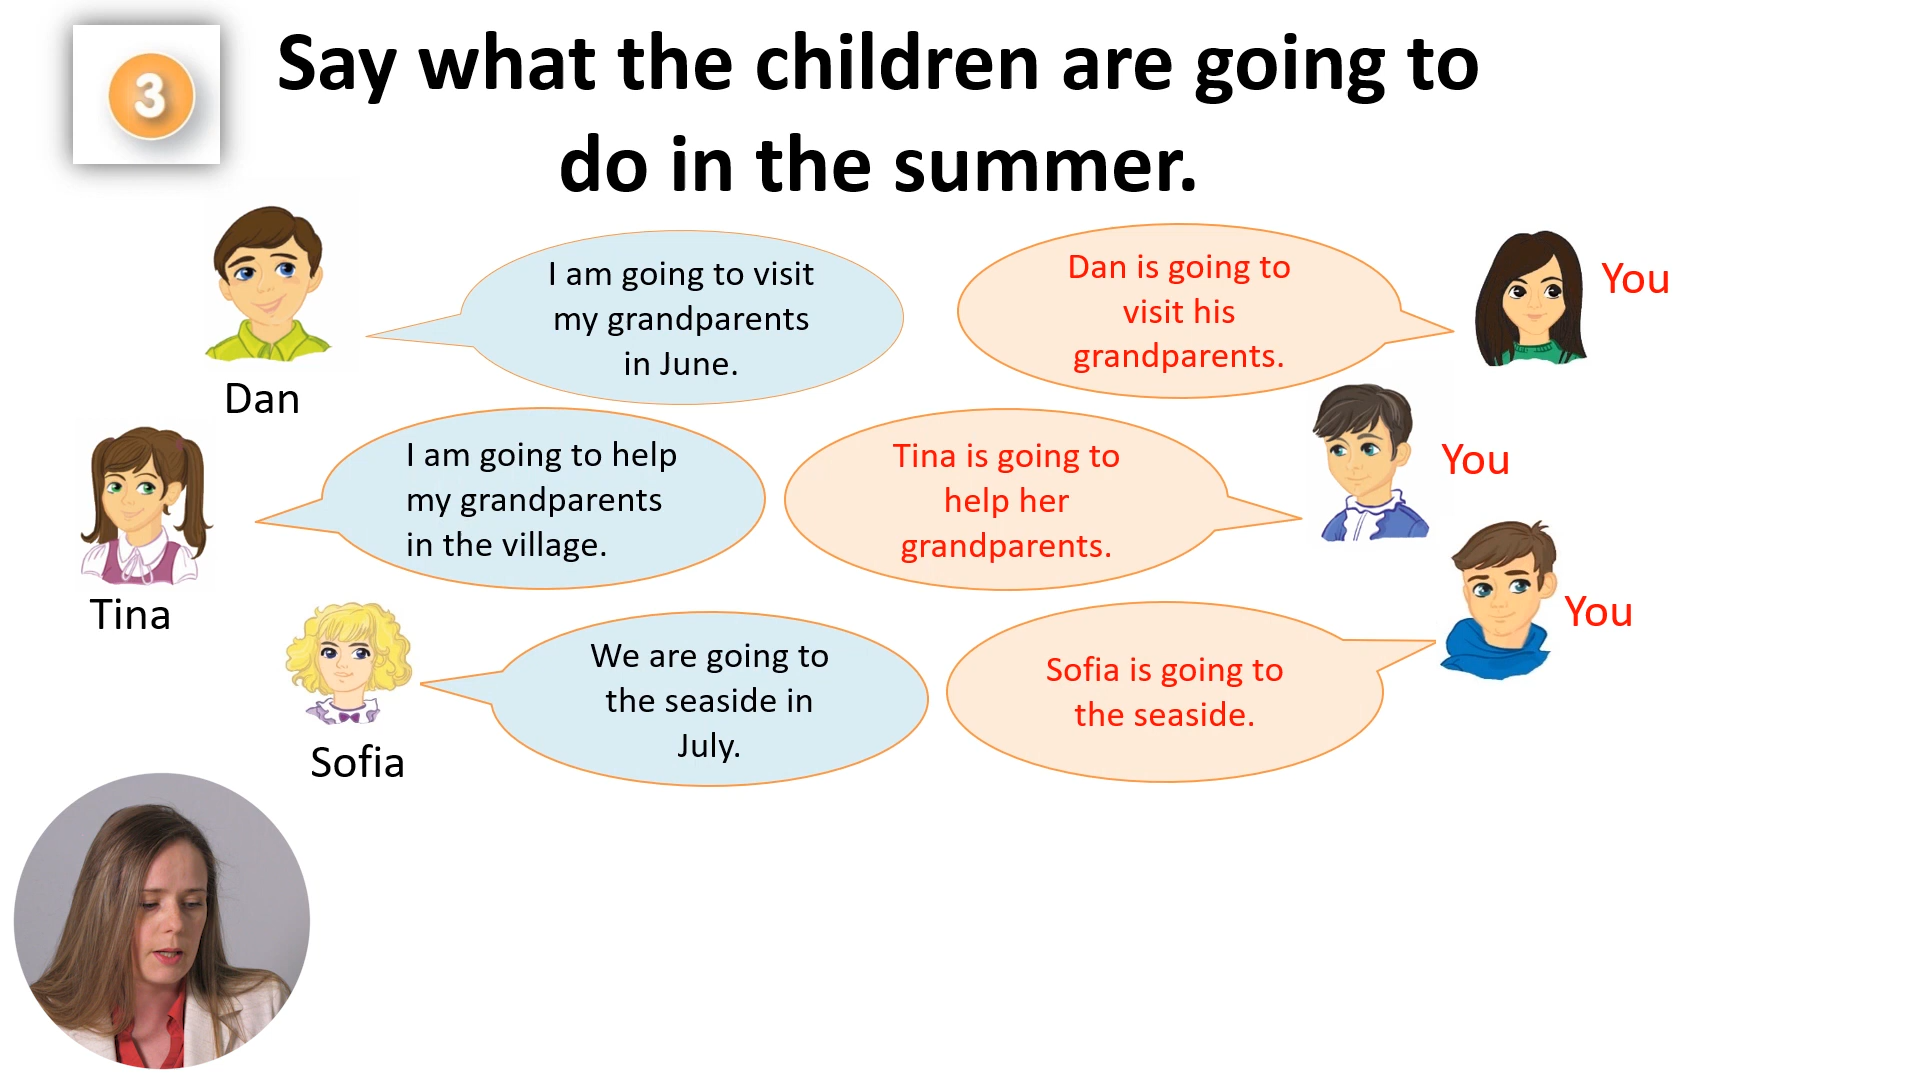 3
Say what the children are going to
do in the summer.
I am going to visit
my grandparents
in June.
Dan is going to
visit his
grandparents.
You
Dan
I am going to help
my grandparents
in the village.
Tina is going to
help her
grandparents.
You
Tina
We are going to
the seaside in
July.
Sofia is going to
the seaside.
You
Sofia